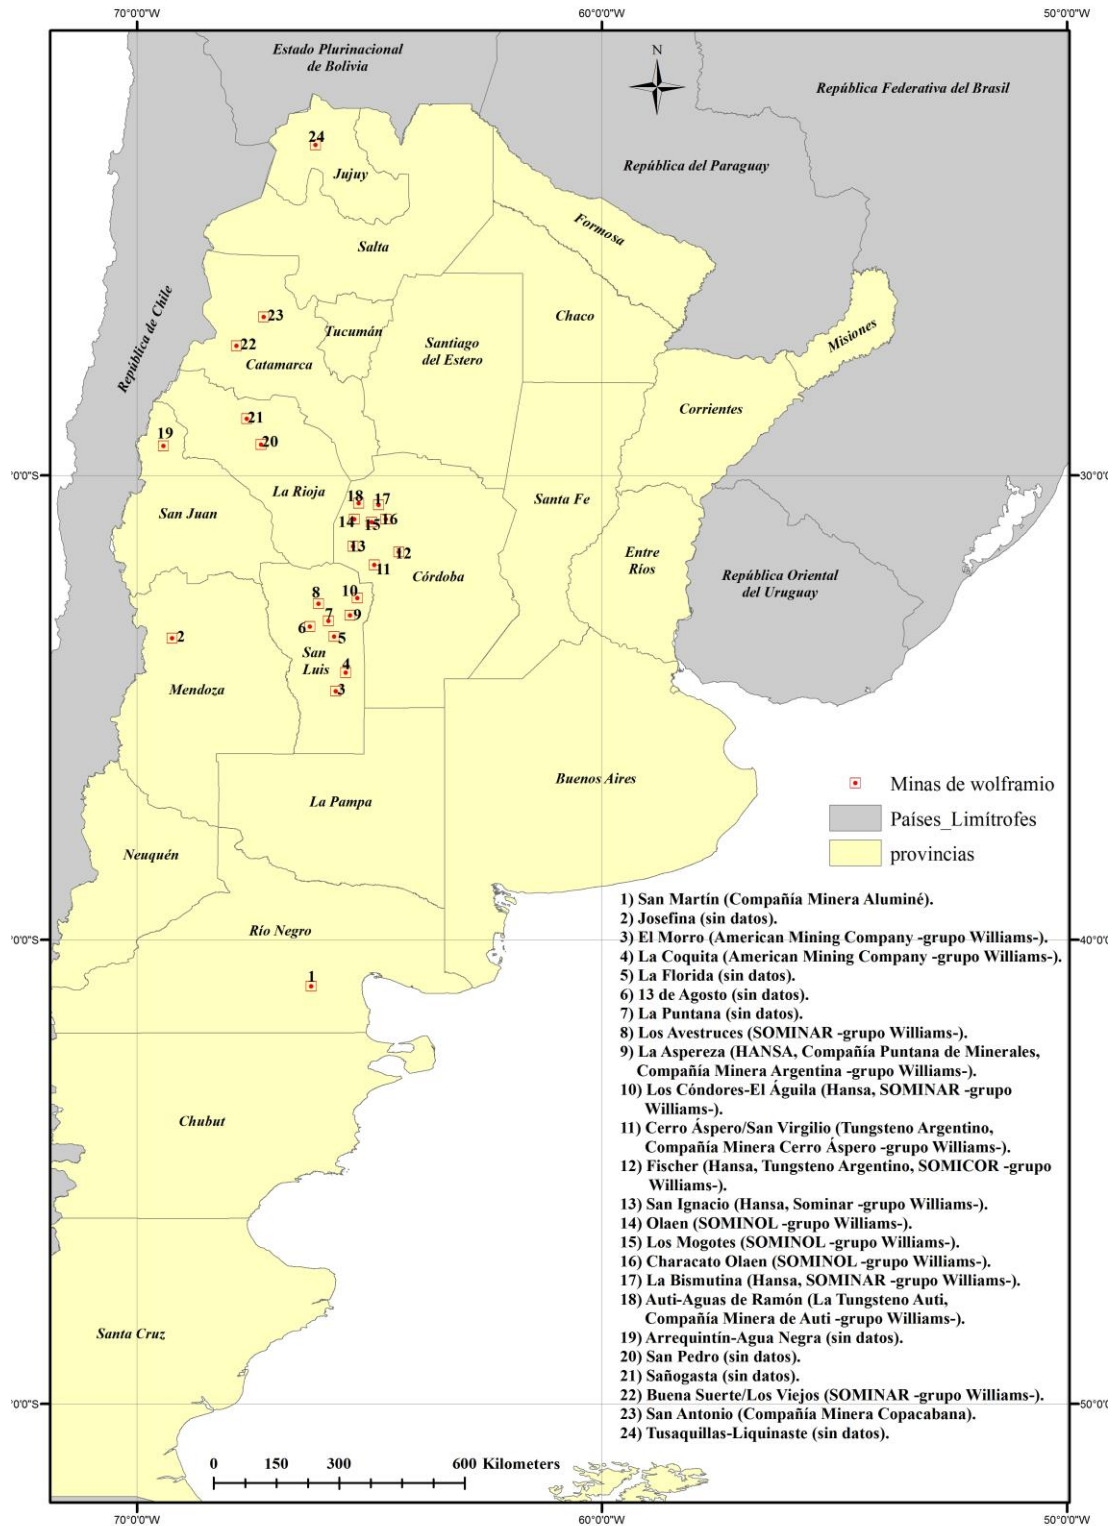 70°0'0"W
60°0'0"W
50°0'0"W
Estado Plurinacional
de Bolivia
N
República Federativa del Brasil
República del Paraguay
24
Jujuy
Formosa
Salta
República de Chile
23
Chaco
Tucumán
Misiones
22
Santiago
del Estero
Catamarca
Corrientes
21
19
20
'0'0"S
30°0'0
La Rioja
18
17
Santa Fe
San Juan
14
15
16
13
12
Entre
Ríos
11
Córdoba
República Oriental
del Uruguay
10
8
9
7
6
5
2
San
Luis
4
Mendoza
3
Buenos Aires
Minas de wolframio
La Pampa
Países_Limítrofes
Neuquén
provincias
1) San Martín (Compañía Minera Aluminé).
2) Josefina (sin datos).
3) El Morro (American Mining Company -grupo Williams-).
4) La Coquita (American Mining Company -grupo Williams-).
5) La Florida (sin datos).
6) 13 de Agosto (sin datos).
7) La Puntana (sin datos).
8) Los Avestruces (SOMINAR -grupo Williams-).
9) La Aspereza (HANSA, Compañía Puntana de Minerales,
Compañía Minera Argentina -grupo Williams-).
10) Los Cóndores-El Águila (Hansa, SOMINAR -grupo
Williams-).
11) Cerro Áspero/San Virgilio (Tungsteno Argentino,
Compañía Minera Cerro Áspero -grupo Williams-).
12) Fischer (Hansa, Tungsteno Argentino, SOMICOR -grupo
Williams-).
13) San Ignacio (Hansa, Sominar -grupo Williams-).
14) Olaen (SOMINOL -grupo Williams-).
15) Los Mogotes (SOMINOL -grupo Williams-).
16) Characato Olaen (SOMINOL -grupo Williams-).
17) La Bismutina (Hansa, SOMINAR -grupo Williams-).
18) Auti-Aguas de Ramón (La Tungsteno Auti,
Compañía Minera de Auti -grupo Williams-).
19) Arrequintín-Agua Negra (sin datos).
20) San Pedro (sin datos).
21) Sañogasta (sin datos).
22) Buena Suerte/Los Viejos (SOMINAR -grupo Williams-).
23) San Antonio (Compañía Minera Copacabana).
24) Tusaquillas-Liquinaste (sin datos).
Río Negro
'0'0"S
40°0'0
1
Chubut
Santa Cruz
'0'0"S
50°0'0
0 150 300 600 Kilometers
70°0'0"W
60°0'0"W
50°0'0"W